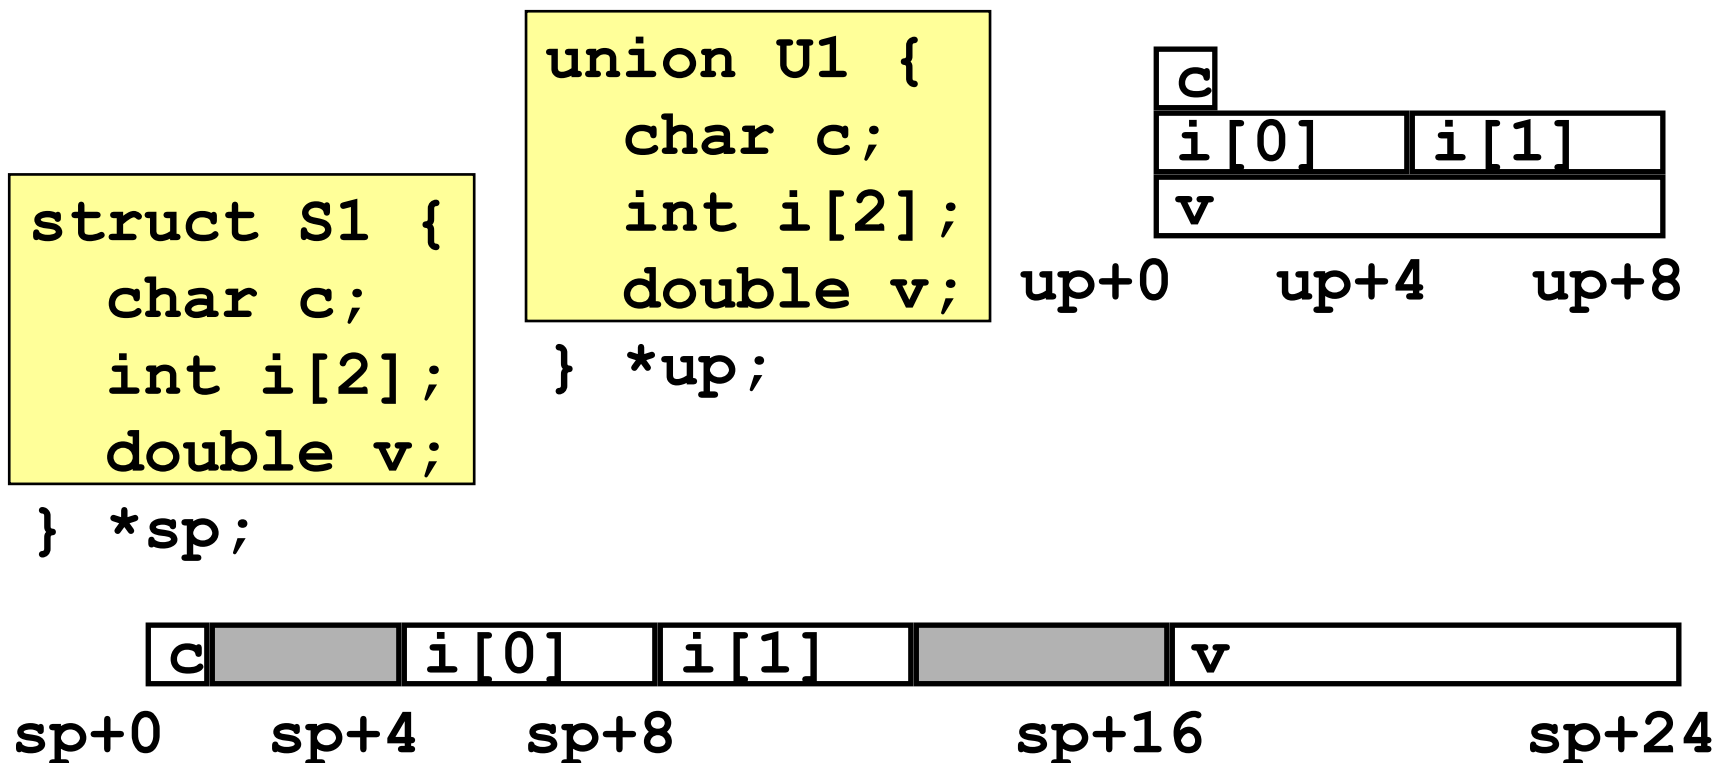 union U1 {
char c;
int i[2];
double v;
} *up;
c
i[0] i[1]
v
up+0 up+4 up+8
struct S1 {
char c;
int i[2];
double v;
} *sp;
c i[0] i[1] v
sp+0 sp+4 sp+8 sp+16 sp+24